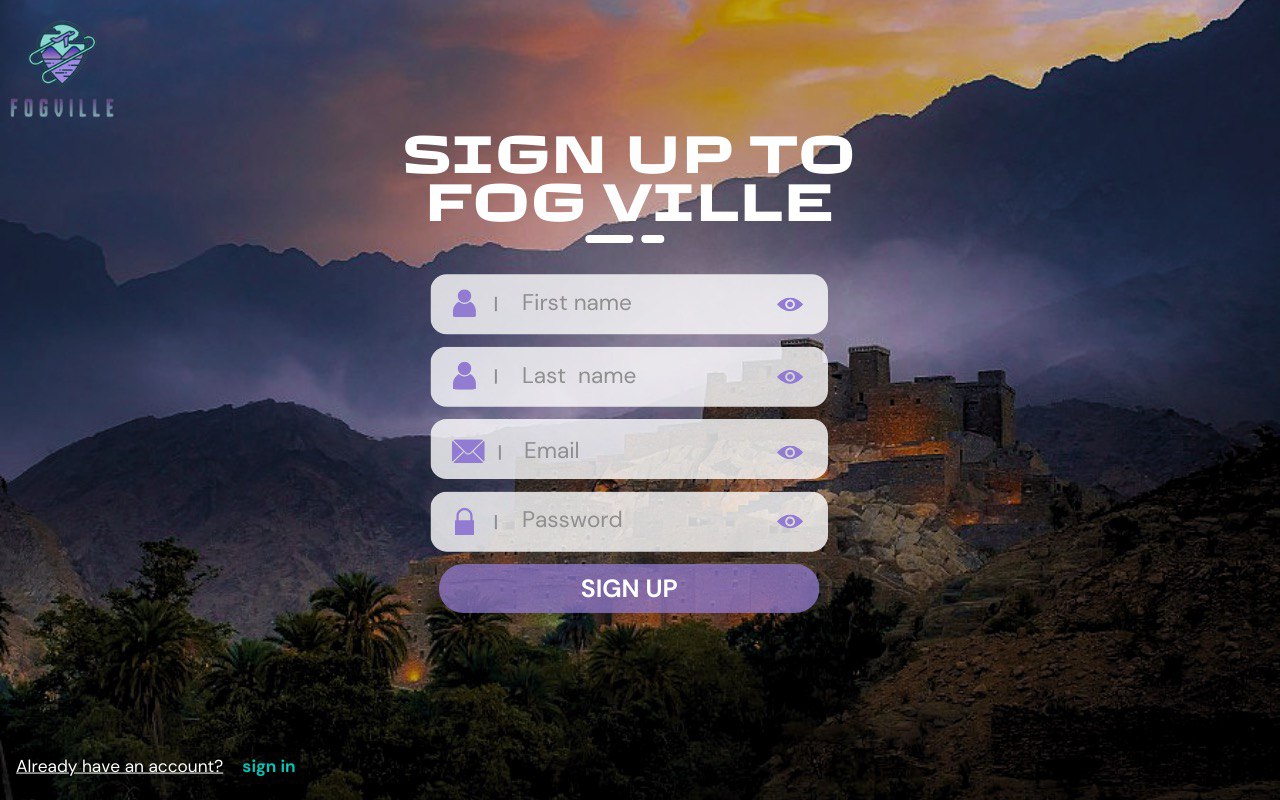 FOGVILLE
SIGN UP TO
FOG VILLE
| First name
| Last name
| Email
| Password
SIGN UP
Already have an account? sign in